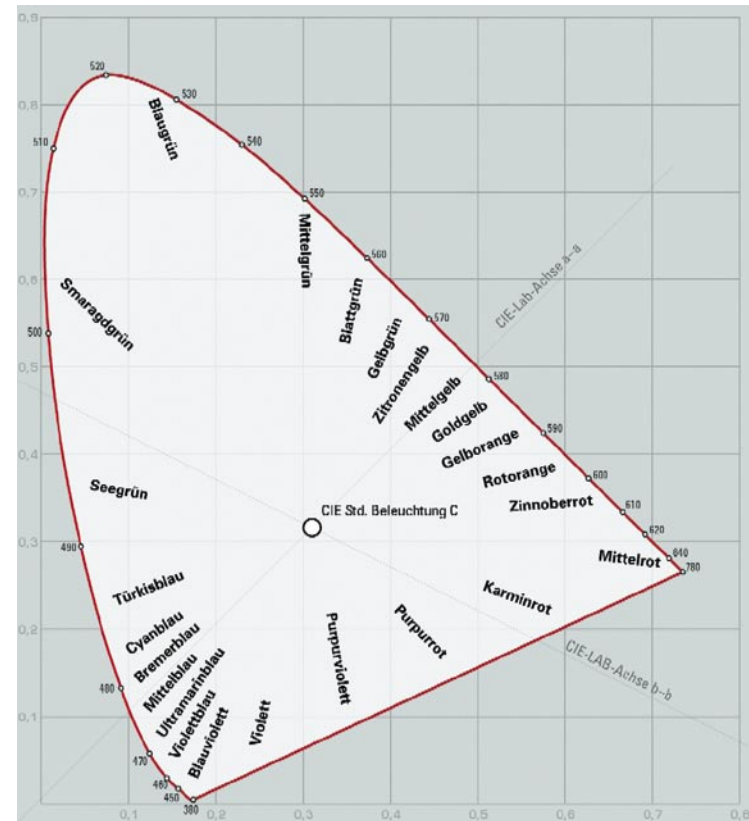 0,9
520
530
0,8
Blaugrün
510
540
0,7
550
Mittelgrün
560
0,6
Smaragdgrün
Blattgrün
CIE-Lab-Achse a–a
570
Gelbgrün
500
Zitronengelb
0,5
580
Mittelgelb
Goldgelb
590
Gelborange
0,4
Rotorange
600
Seegrün
Zinnoberrot
610
CIE Std. Beleuchtung C
620
0,3
490
Mittelrot
640
780
Türkisblau
Karminrot
0,2
Cyanblau
Purpurviolett
Purpurrot
Bremerblau
CIE-LAB-Achse b–b
Mittelblau
480
Ultramarinblau
0,1
Violettblau
Violett
Blauviolett
470
460
450
380
0,1
0,2
0,3
0,4
0,5
0,6
0,7
0,8